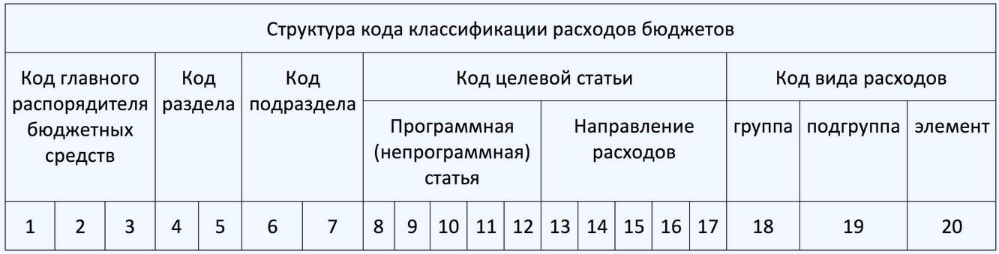 Структура кода классификации расходов бюджетов
Код главного
распорядителя
бюджетных
средств
Код
раздела
Код
подраздела
Код целевой статьи
Код вида расходов
Программная
(непрограммная)
статья
Направление
расходов
группа
подгруппа
элемент
1 2 3 4 5 6 7 8 9 10 11 12 13 14 15 16 17 18 19 20